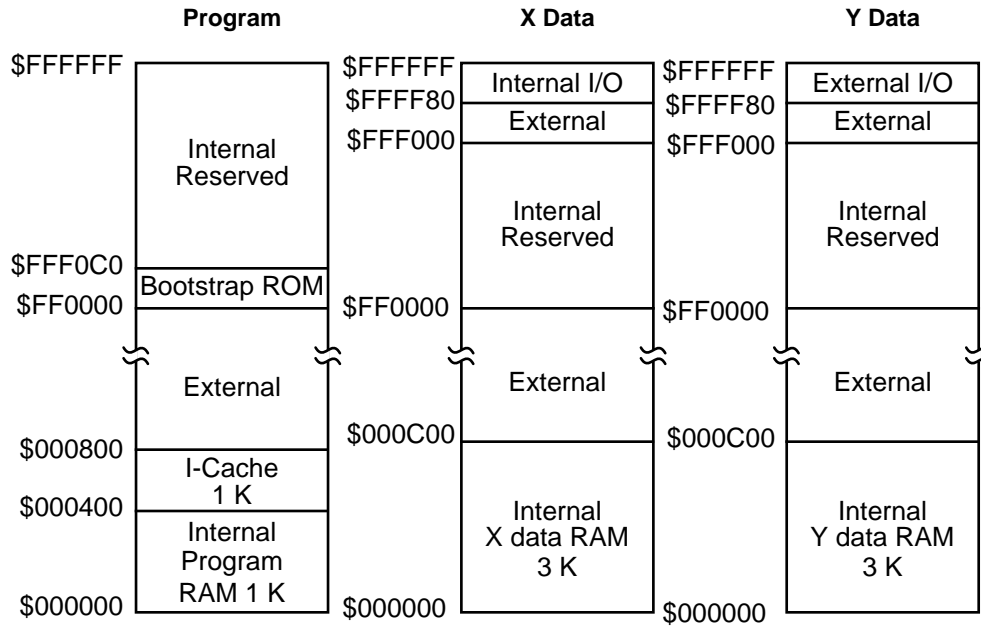 Program
$FFFFFF
Internal
Reserved
$FFF0C0
Bootstrap ROM
$FF0000
External
$000800
I-Cache
1 K
$000400
Internal
Program
RAM 1 K
$000000
X Data
$FFFFFF
Internal I/O
$FFFF80
External
$FFF000
Internal
Reserved
$FF0000
External
$000C00
Internal
X data RAM
3 K
$000000
Y Data
$FFFFFF
External I/O
$FFFF80
External
$FFF000
Internal
Reserved
$FF0000
External
$000C00
Internal
Y data RAM
3 K
$000000